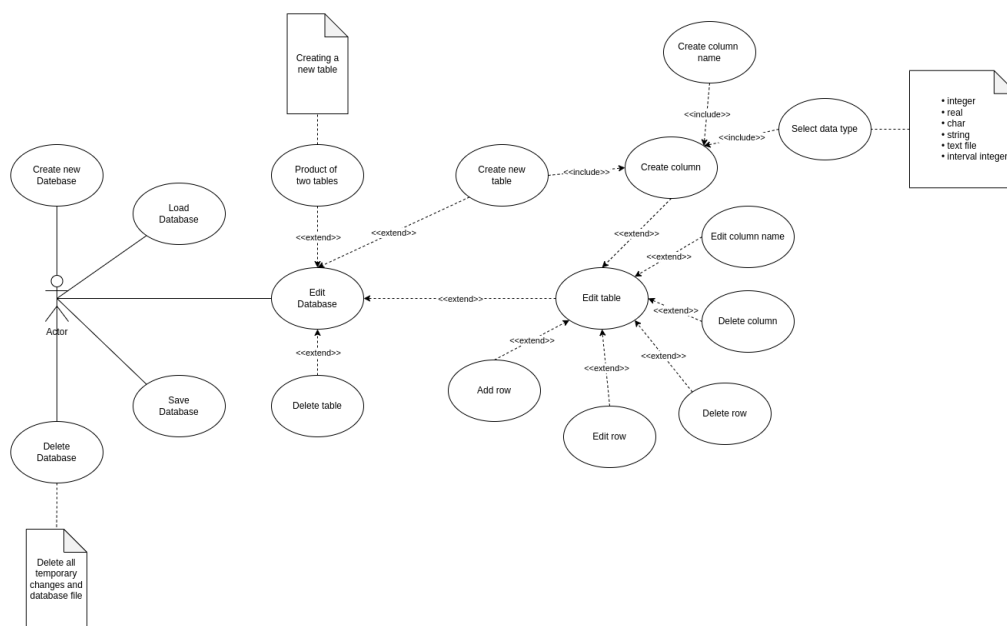 Creating a
new table
Create column
name
• integer
• real
• char
• string
• text file
• interval integer
<<include>>
Select data type
<<include>>
Create new
Datebase
Product of
two tables
Create new
table
<<include>>
Create column
Load
Database
<<extend>>
<<extend>>
<<extend>>
Edit column name
<<extend>>
Edit
Database
<<extend>>
Edit table
<<extend>>
Delete column
Actor
<<extend>>
<<extend>>
<<extend>>
<<extend>>
Add row
Save
Database
Delete table
Delete row
Edit row
Delete
Database
Delete all
temporary
changes and
database file